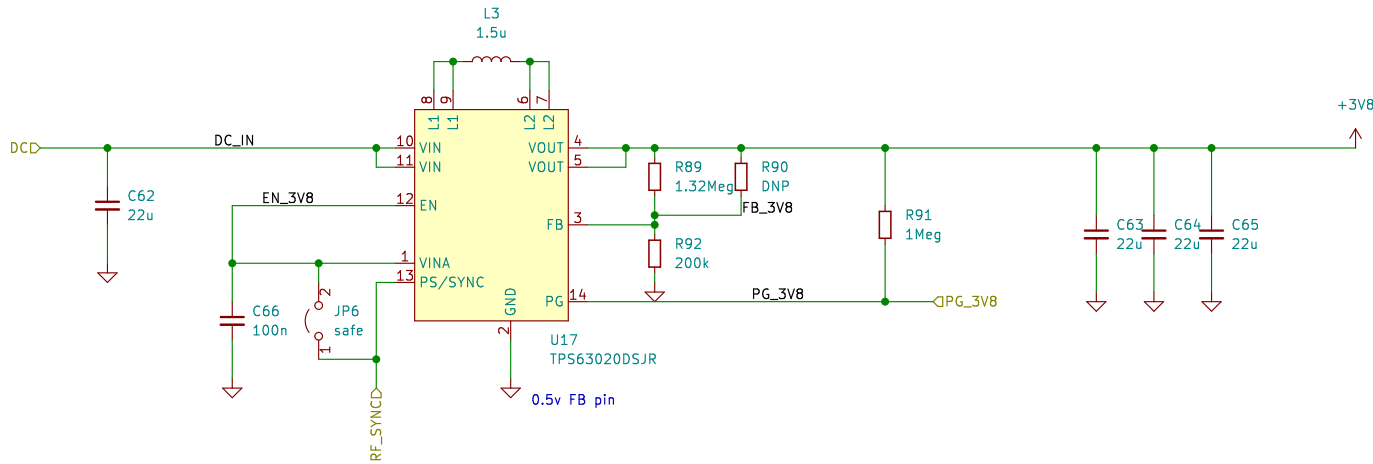 L3
1.5u
+3V8
8
9
6
7
L1
L1
L2
L2
DC
DC_IN
10
VIN
VOUT
4
11
VIN
VOUT
5
R89
1.32Meg
R90
DNP
C62
22u
EN_3V8
12
EN
FB_3V8
FB
3
R91
1Meg
C63
22u
C64
22u
C65
22u
R92
200k
1
VINA
13
PS/SYNC
2
JP6
safe
1
C66
100n
GND
2
PG
14
PG_3V8
PG_3V8
U17
TPS63020DSJR
0.5v FB pin
RF_SYNC